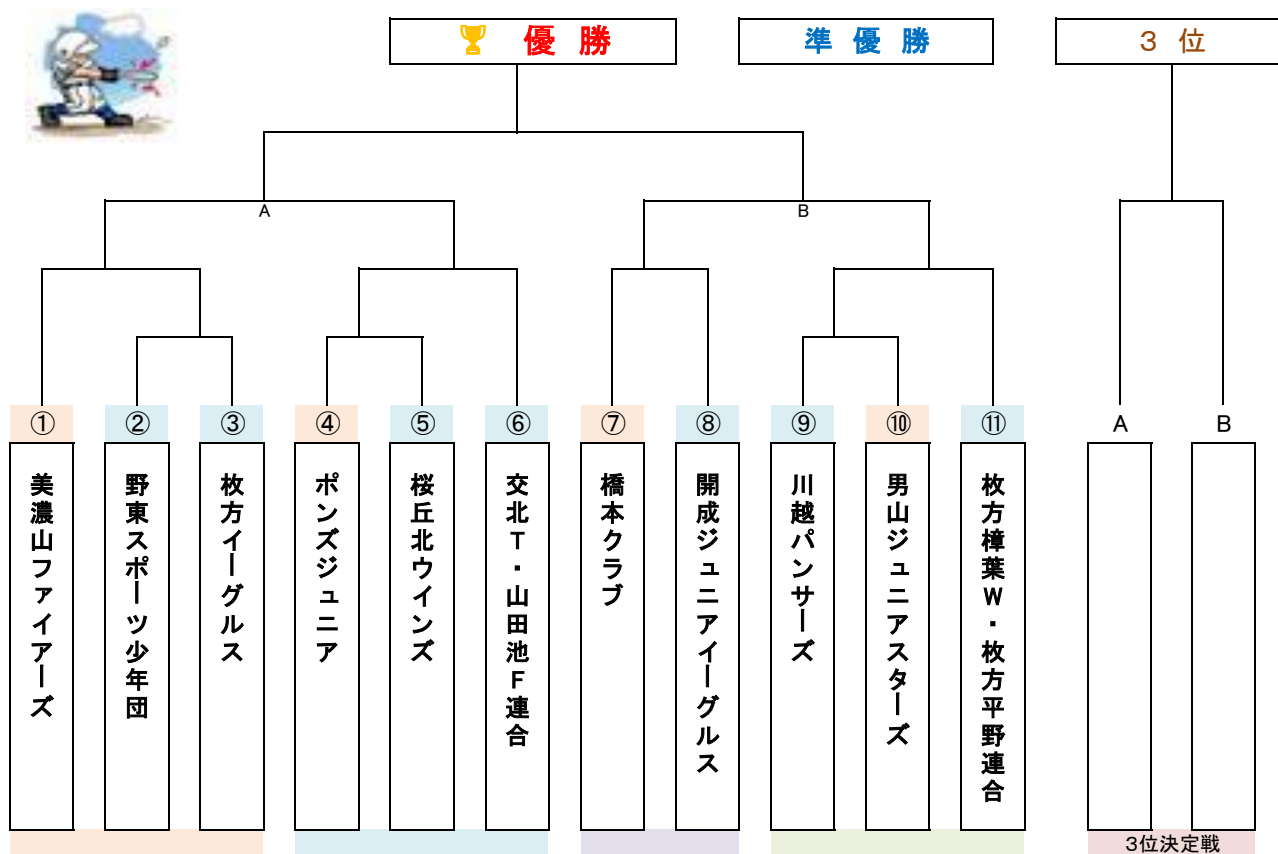 優勝
準優勝
3 位
A
B
①
②
③
④
⑤
⑥
⑦
⑧
⑨
⑩
⑪
A
B
美濃山ファイアーズ
野東スポーツ少年団
枚方イーグルス
ポンズジュニア
桜丘北ウインズ
交北T・山田池F連合
橋本クラブ
開成ジュニアイーグルス
川越パンサーズ
男山ジュニアスターズ
枚方樟葉W・枚方平野連合
3位決定戦